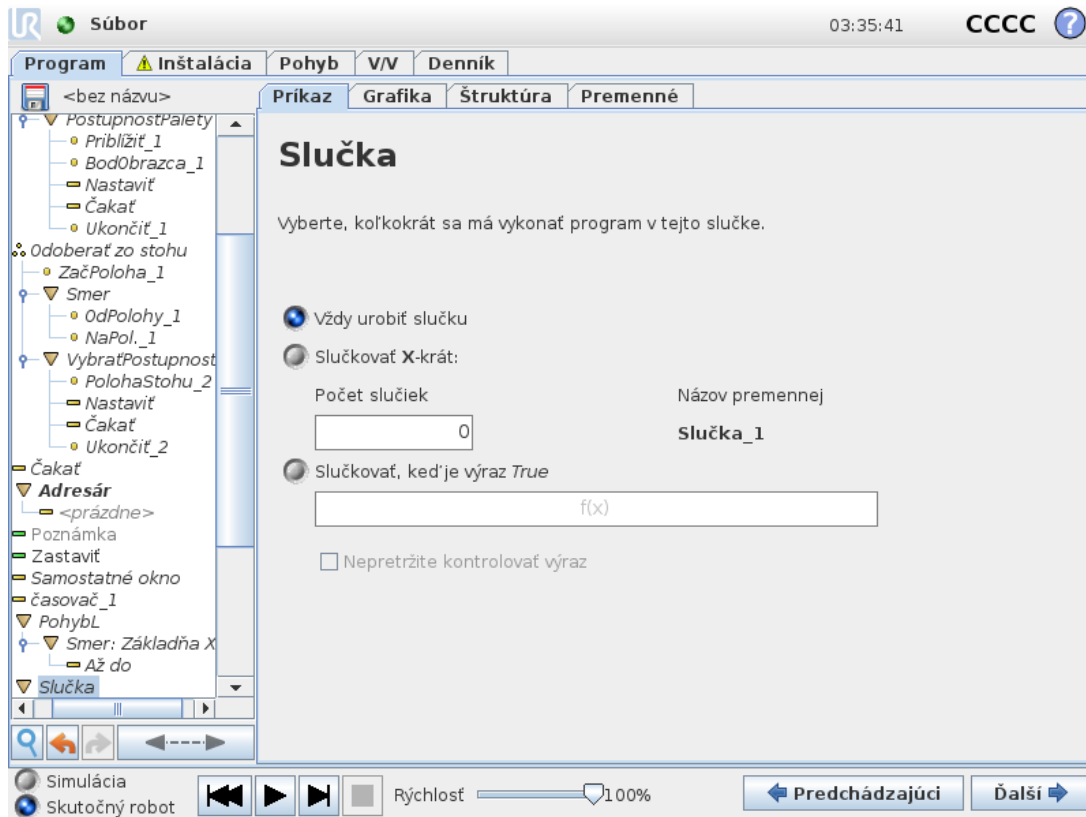 Súbor
03:35:41
CCCC
?
Program
Inštalácia
Pohyb
V/V
Denník
<bez názvu>
Príkaz
Grafika
Štruktúra
Premenné
PostupnostPalety
Priblížiť_1
BodObrazca_1
Nastaviť
Čakať
Ukončiť_1
Odoberať zo stohu
ZačPoloha_1
Smer
OdPolohy_1
NaPol._1
VybraťPostupnost
PolohaStohu_2
Nastaviť
Čakať
Ukončiť_2
Čakať
Adresár
<prázdne>
Poznámka
Zastaviť
Samostatné okno
časovač_1
PohybL
Smer: Základňa X
Až do
Slučka
Slučka
Vyberte, koľkokrát sa má vykonať program v tejto slučke.
Vždy urobiť slučku
Slučkovať X-krát:
Počet slučiek
Názov premennej
0
Slučka_1
Slučkovať, keď je výraz True
f(x)
Nepretržite kontrolovať výraz
Simulácia
Skutočný robot
Rýchlosť
100%
Predchádzajúci
Ďalší